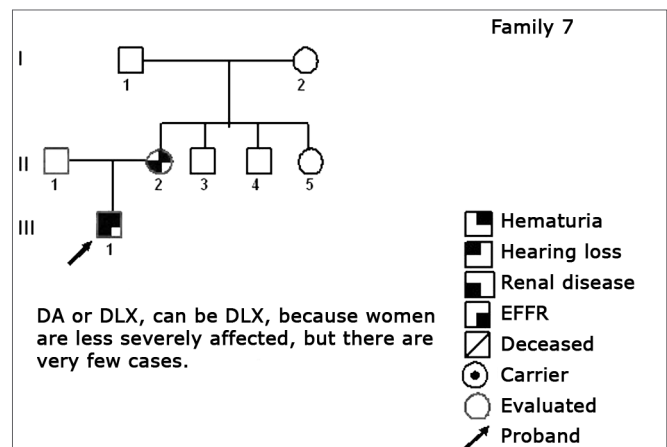 Family 7
I
1
2
II
1
2
3
4
5
III
1
Hematuria
Hearing loss
Renal disease
EFFR
Deceased
Carrier
Evaluated
Proband
DA or DLX, can be DLX, because women
are less severely affected, but there are
very few cases.